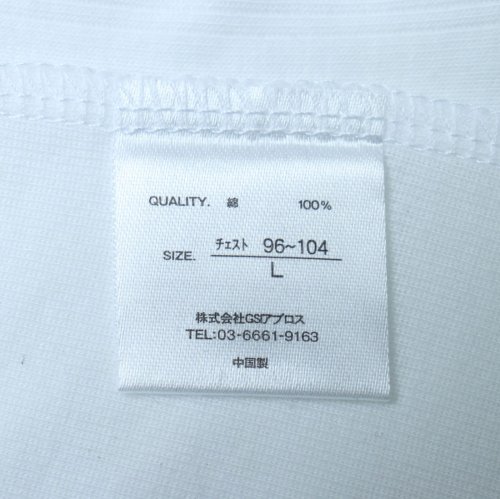 QUALITY. 綿 100%
SIZE. チェスト 96~104
L
株式会社GSIアブロス
TEL:03-6661-9163
中国製